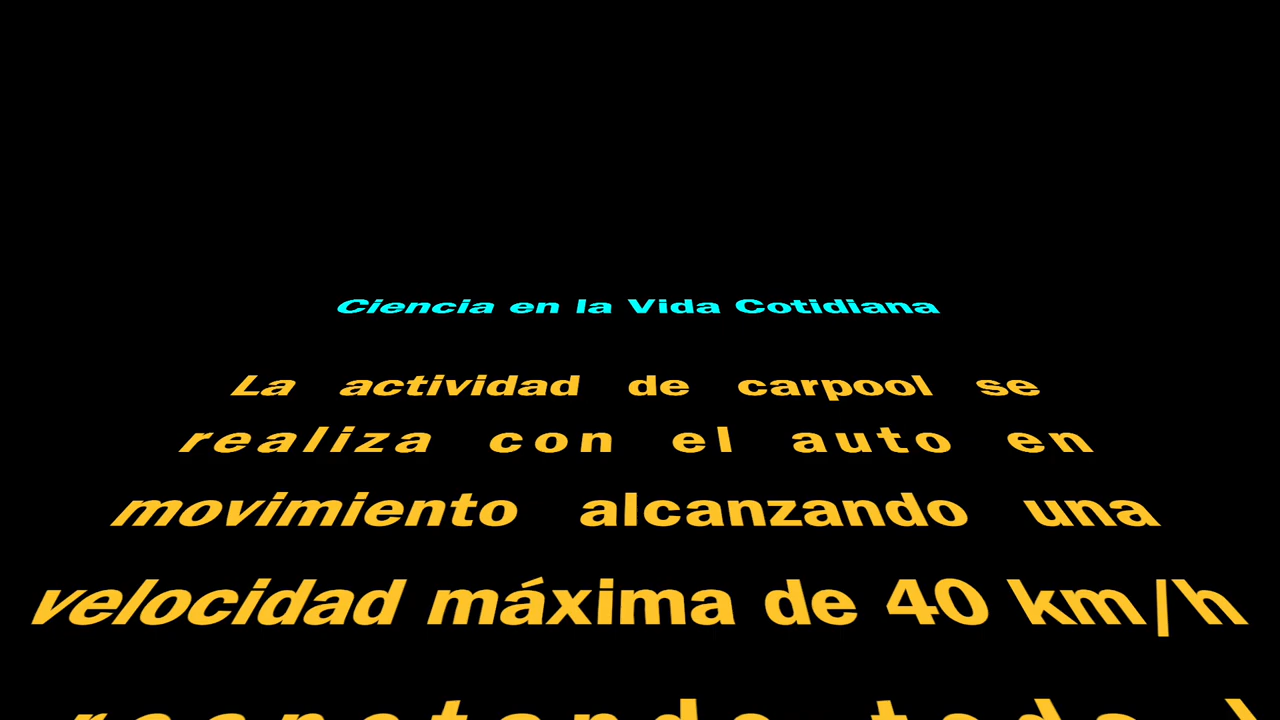 Ciencia en la Vida Cotidiana
La actividad de carpool se
realiza con el auto en
movimiento alcanzando una
velocidad máxima de 40 km/h
respetando